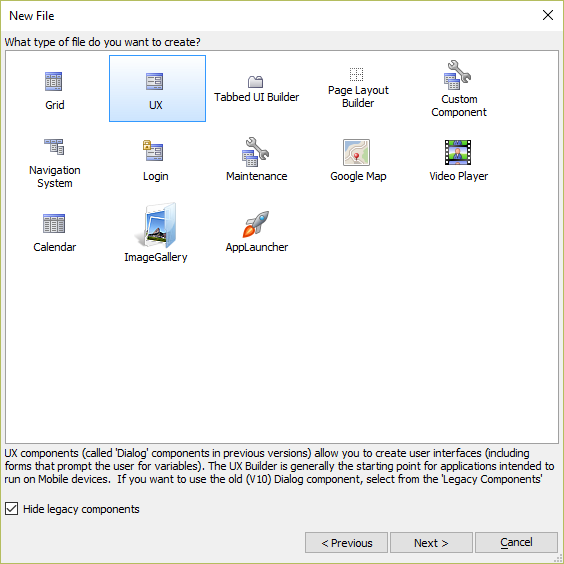 New File
What type of file do you want to create?
Grid
UX
Tabbed UI Builder
Page Layout
Builder
Custom
Component
Navigation
System
Login
Maintenance
Google Map
Video Player
Calendar
ImageGallery
AppLauncher
UX components (called 'Dialog' components in previous versions) allow you to create user interfaces (including
forms that prompt the user for variables). The UX Builder is generally the starting point for applications intended to
run on Mobile devices.  If you want to use the old (V10) Dialog component, select from the 'Legacy Components'
Hide legacy components
< Previous
Next >
Cancel